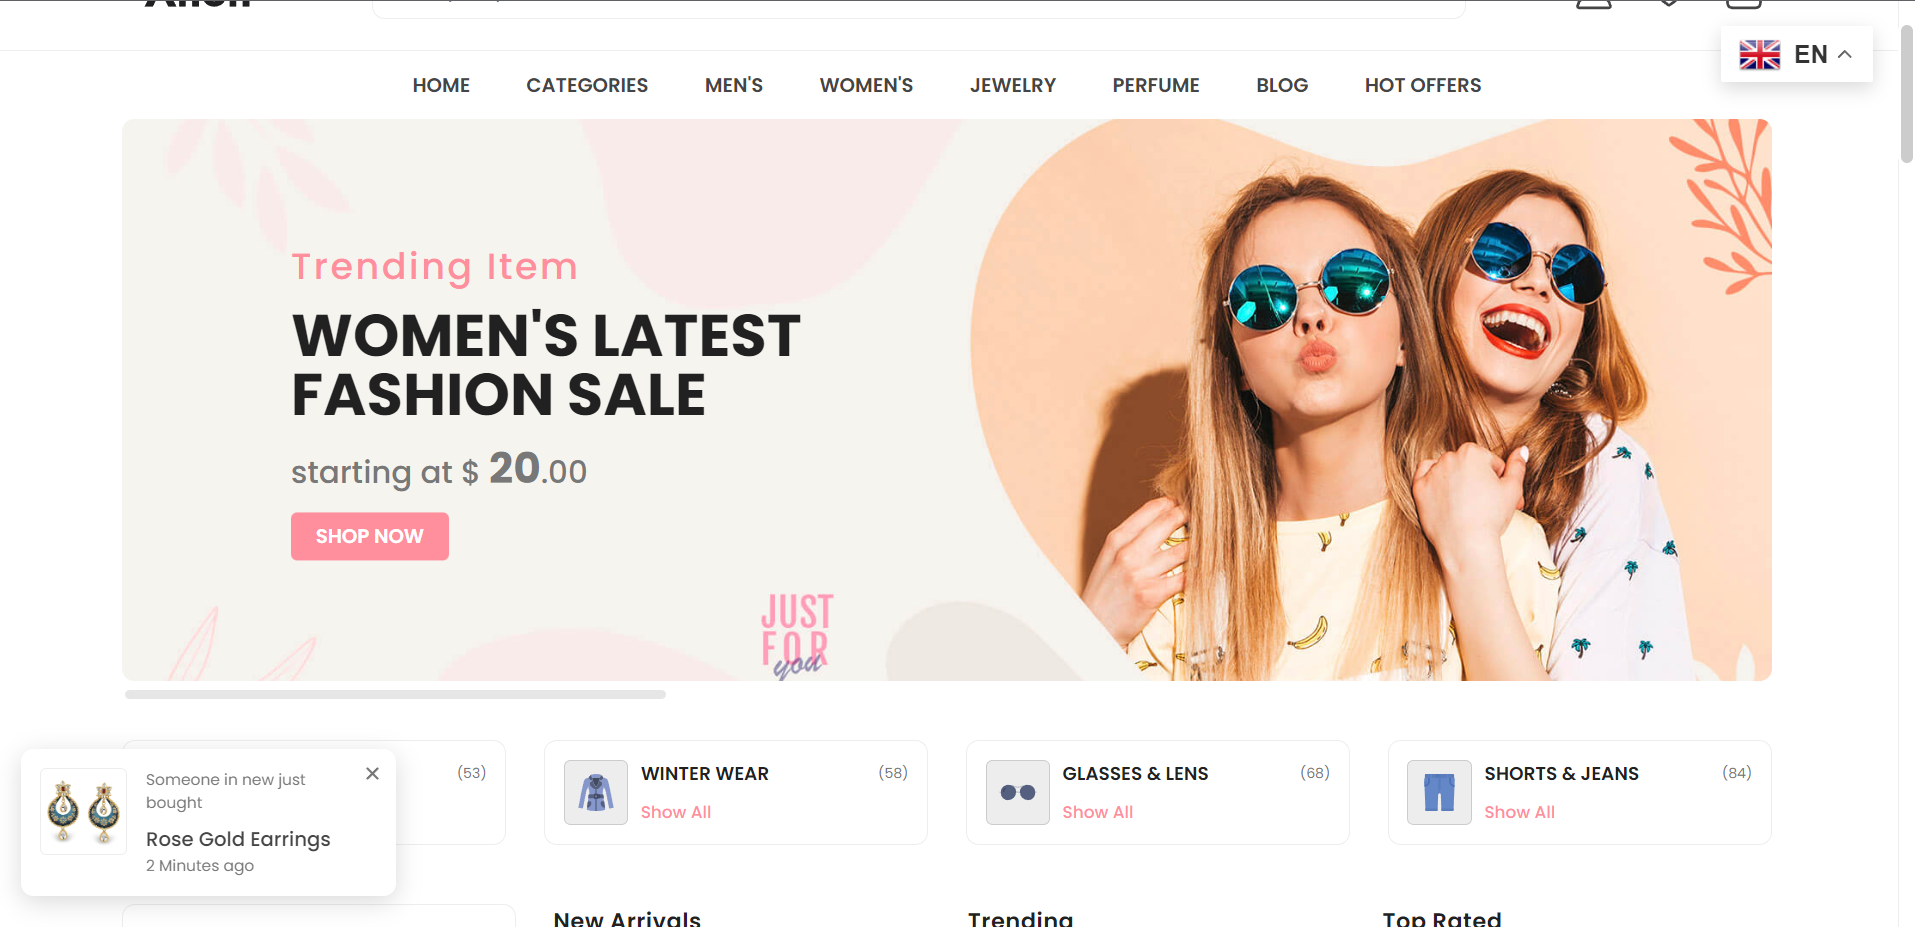 EN
HOME CATEGORIES MEN'S WOMEN'S JEWELRY PERFUME BLOG HOT OFFERS
Trending Item
WOMEN'S LATEST
FASHION SALE
starting at $ 20.00
SHOP NOW
JUST
FOR
you
(53)
WINTER WEAR (58)
Show All
GLASSES & LENS (68)
Show All
SHORTS & JEANS (84)
Show All
Someone in new just
bought
Rose Gold Earrings
2 Minutes ago
New Arrivals
Trending
Top Rated